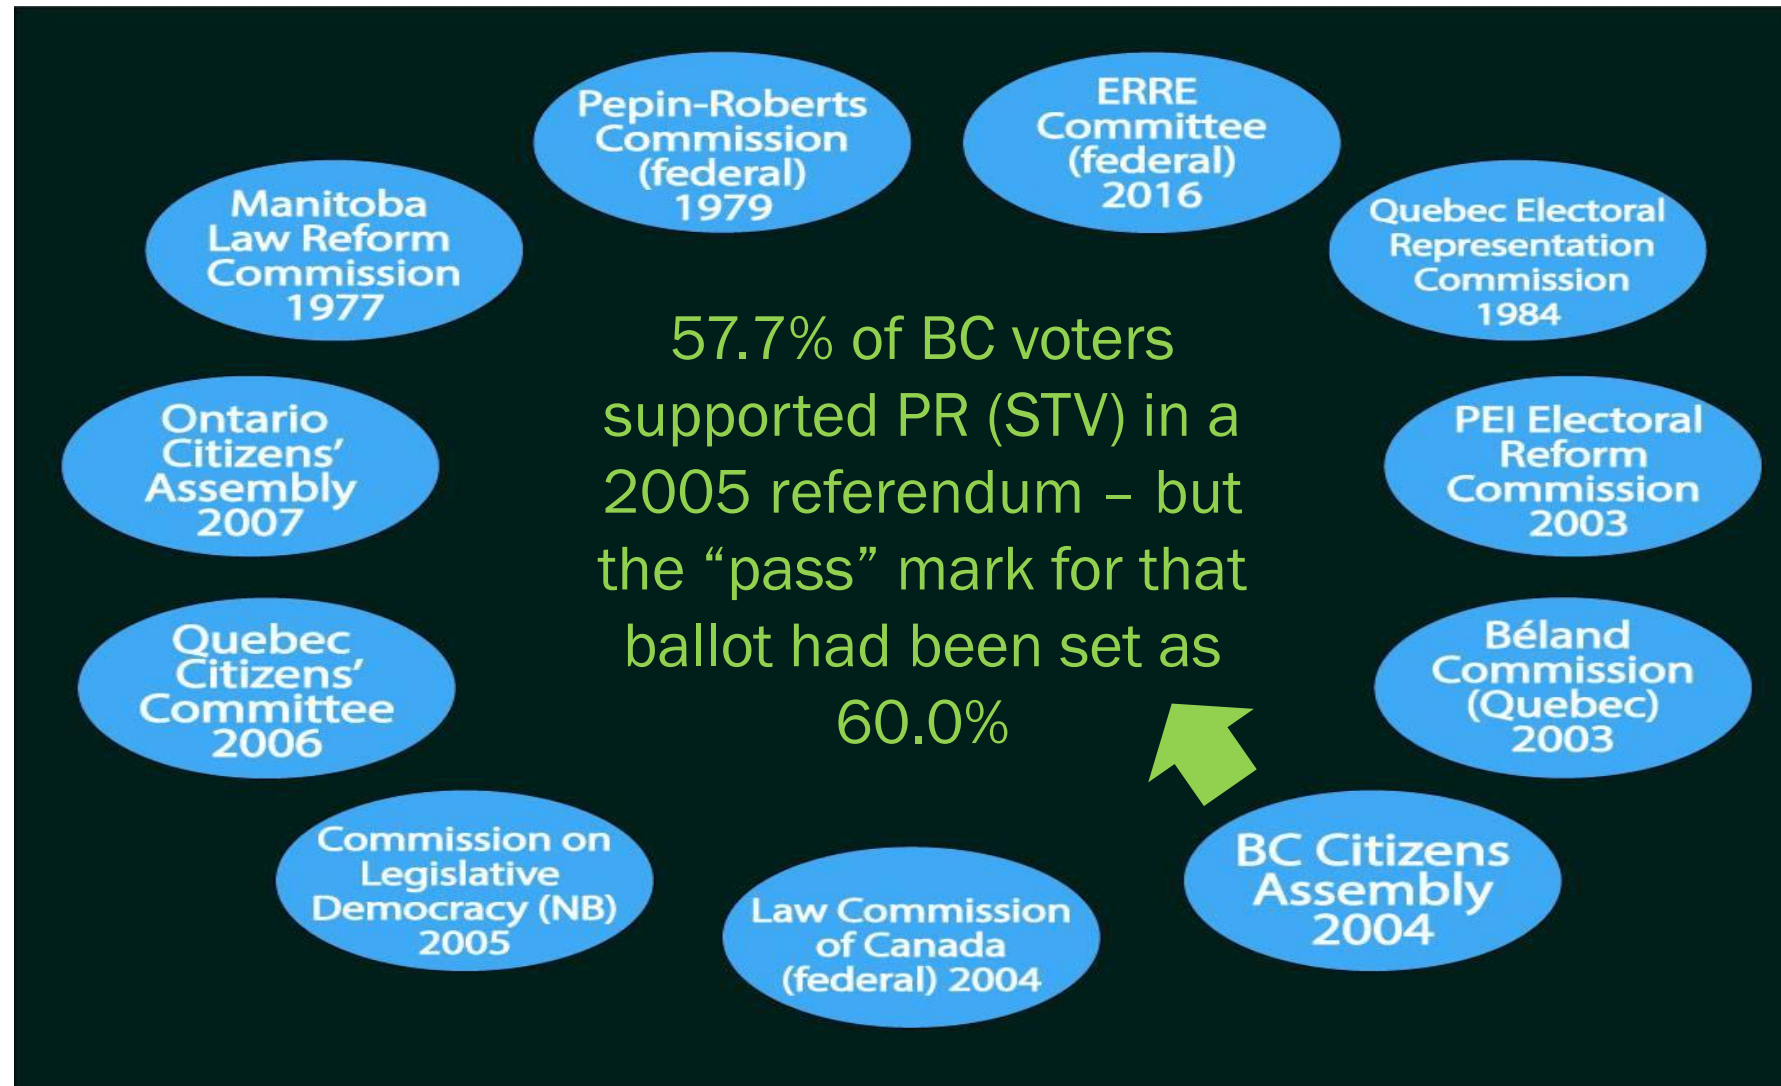 Pepin-Roberts
Commission
(federal)
1979
ERRE
Committee
(federal)
2016
Manitoba
Law Reform
Commission
1977
Quebec Electoral
Representation
Commission
1984
57.7% of BC voters
supported PR (STV) in a
2005 referendum – but
the “pass” mark for that
ballot had been set as
60.0%
Ontario
Citizens’
Assembly
2007
PEI Electoral
Reform
Commission
2003
Quebec
Citizens’
Committee
2006
Béland
Commission
(Quebec)
2003
Commission on
Legislative
Democracy (NB)
2005
Law Commission
of Canada
(federal) 2004
BC Citizens
Assembly
2004